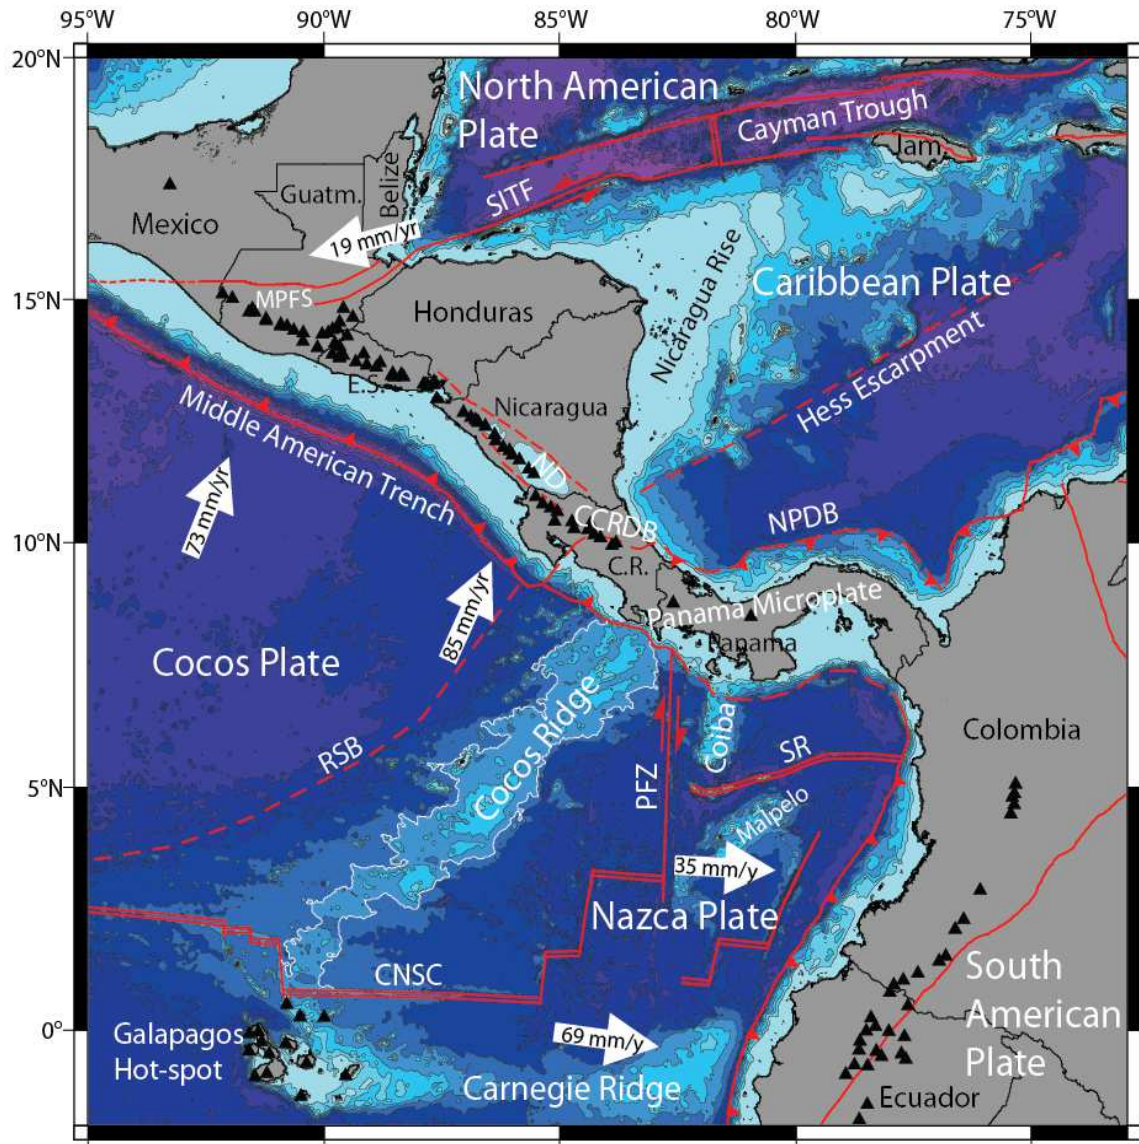 95°W 90°W 85°W 80°W 75°W
20°N
North American
Plate
Cayman Trough
Jam.
Belize
Guatm.
SITF
Mexico
19 mm/yr
Nicaragua Rise
Caribbean Plate
15°N
MPFS
Honduras
Hess Escarpment
E.S.
Nicaragua
Middle American Trench
ND
73 mm/yr
CCRDB
NPDB
10°N
C.R.
85 mm/yr
Panama Microplate
Panama
Cocos Plate
Cocos Ridge
Coiba
Colombia
RSB
SR
PFZ
5°N
Malpelo
35 mm/y
Nazca Plate
CNSC
South
American
Plate
0°
Galapagos
Hot-spot
69 mm/y
Carnegie Ridge
Ecuador